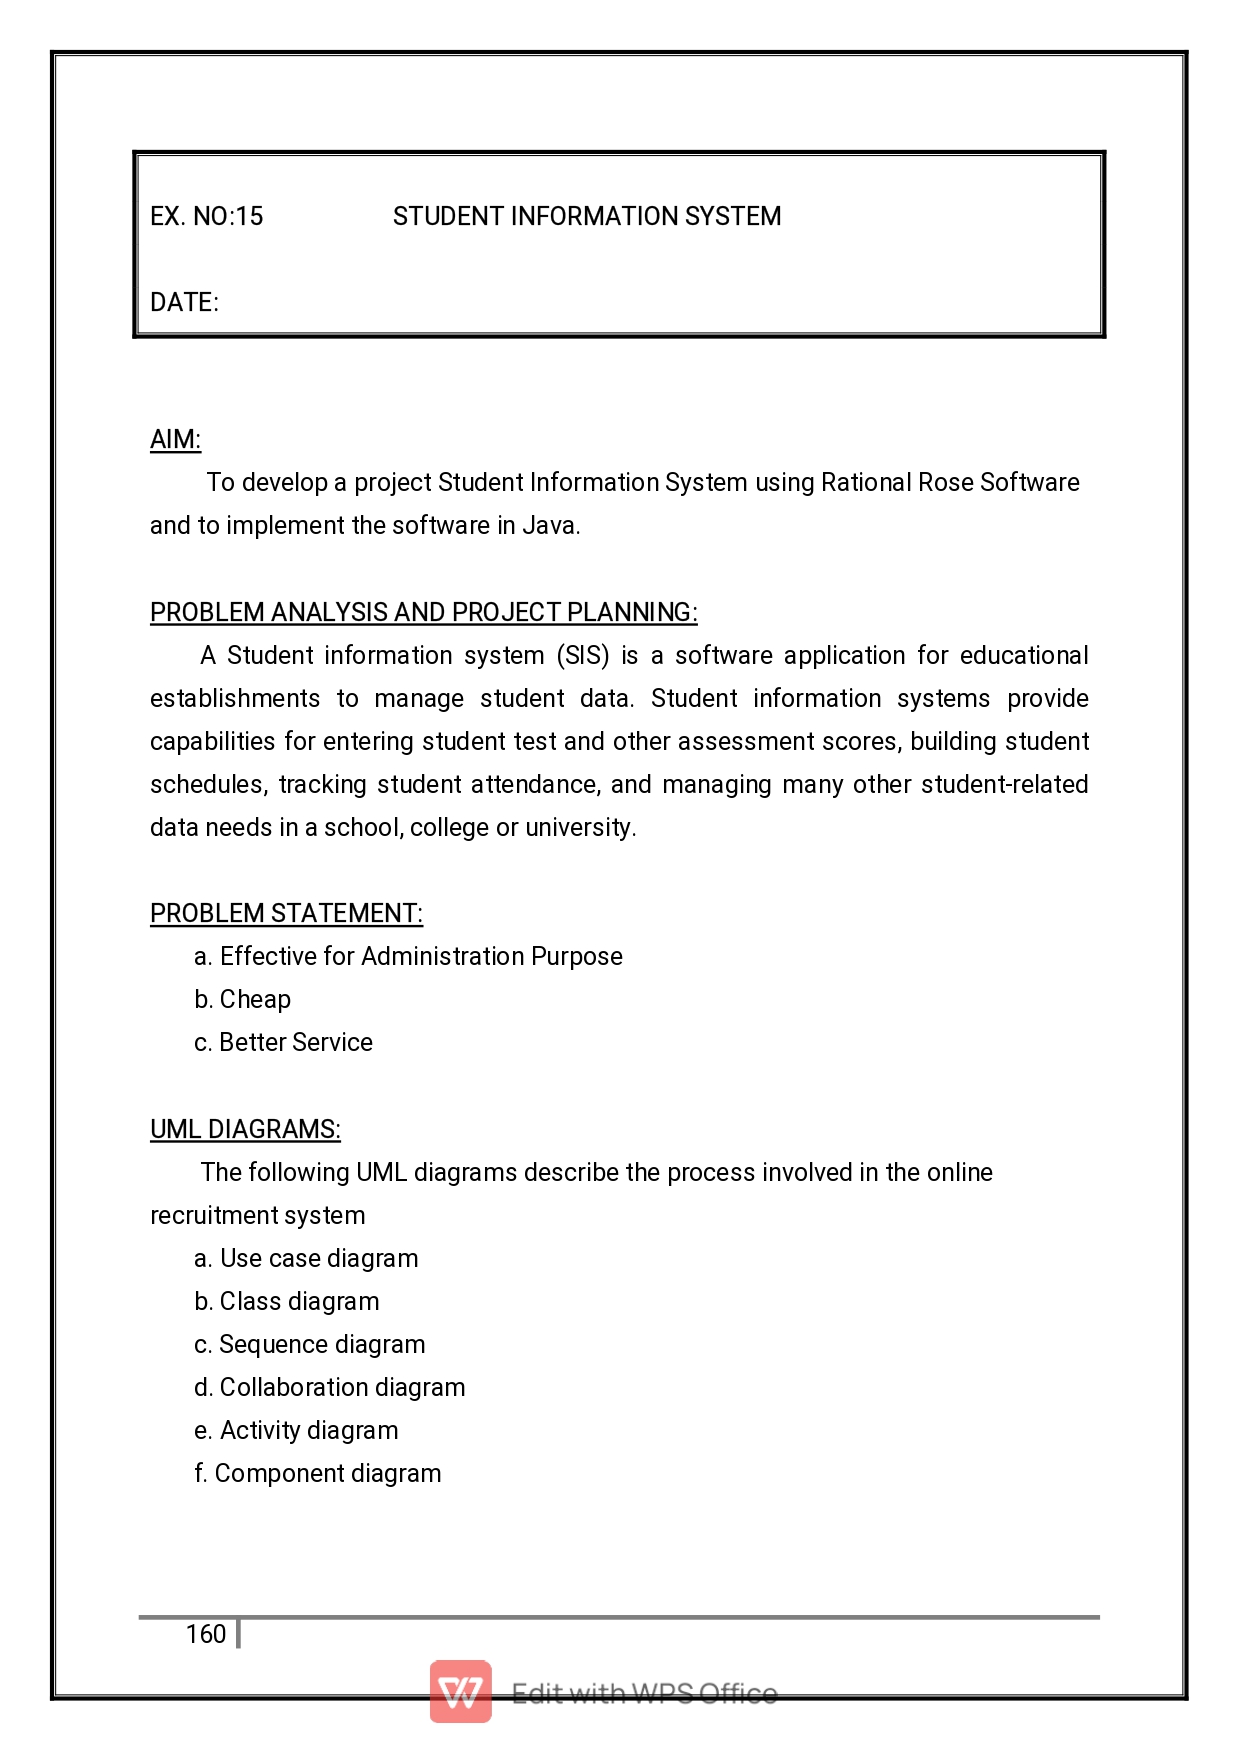 EX. NO:15 STUDENT INFORMATION SYSTEM
DATE:
AIM:
To develop a project Student Information System using Rational Rose Software
and to implement the software in Java.
PROBLEM ANALYSIS AND PROJECT PLANNING:
A Student information system (SIS) is a software application for educational
establishments to manage student data. Student information systems provide
capabilities for entering student test and other assessment scores, building student
schedules, tracking student attendance, and managing many other student-related
data needs in a school, college or university.
PROBLEM STATEMENT:
a. Effective for Administration Purpose
b. Cheap
c. Better Service
UML DIAGRAMS:
The following UML diagrams describe the process involved in the online
recruitment system
a. Use case diagram
b. Class diagram
c. Sequence diagram
d. Collaboration diagram
e. Activity diagram
f. Component diagram
160
Edit with WPS Office